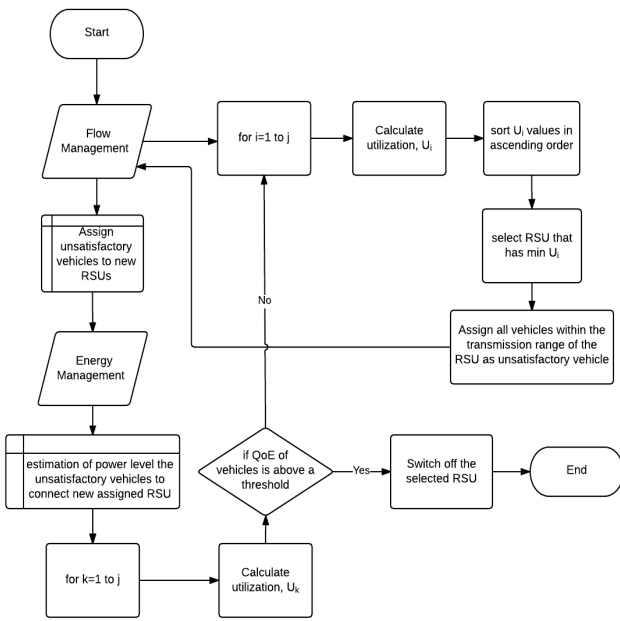 Start
Flow
Management
for i=1 to j
Calculate
utilization, Uᵢ
sort Uᵢ values in
ascending order
select RSU that
has min Uᵢ
Assign all vehicles within the
transmission range of the
RSU as unsatisfactory vehicle
Assign
unsatisfactory
vehicles to new
RSUs
Energy
Management
estimation of power level the
unsatisfactory vehicles to
connect new assigned RSU
for k=1 to j
Calculate
utilization, Uₖ
if QoE of
vehicles is above a
threshold
No
Yes
Switch off the
selected RSU
End